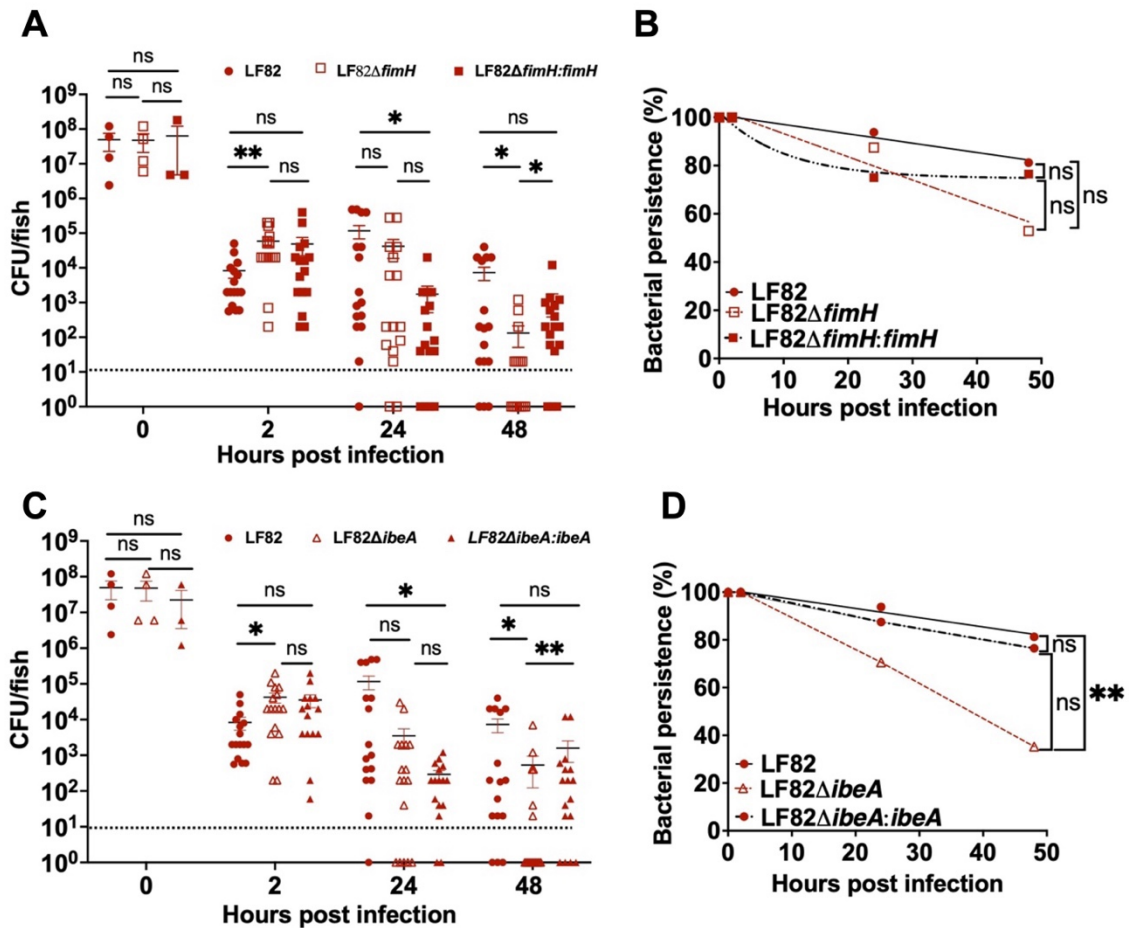 A
ns
ns
ns
LF82
LF82ΔfimH
LF82ΔfimH:fimH
ns
**
ns
*
ns
ns
ns
*
*
10⁹
10⁸
10⁷
10⁶
10⁵
10⁴
10³
10²
10¹
10⁰
CFU/fish
0
2
24
48
Hours post infection
B
Bacterial persistence (%)
100
80
60
40
20
0
ns
ns
ns
LF82
LF82ΔfimH
LF82ΔfimH:fimH
0
10
20
30
40
50
Hours post infection
C
ns
ns
ns
LF82
LF82ΔibeA
LF82ΔibeA:ibeA
ns
*
ns
*
ns
ns
ns
*
**
10⁹
10⁸
10⁷
10⁶
10⁵
10⁴
10³
10²
10¹
10⁰
CFU/fish
0
2
24
48
Hours post infection
D
Bacterial persistence (%)
100
80
60
40
20
0
ns
ns
**
LF82
LF82ΔibeA
LF82ΔibeA:ibeA
0
10
20
30
40
50
Hours post infection